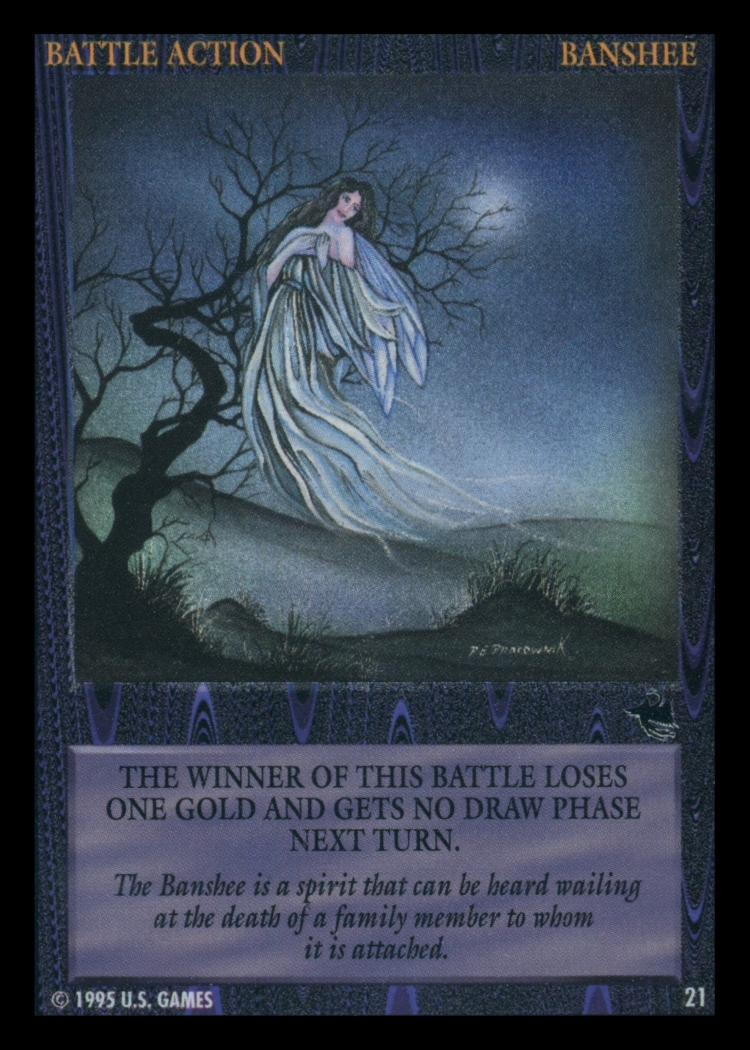 BATTLE ACTION BANSHEE
P E Pracownik
THE WINNER OF THIS BATTLE LOSES
ONE GOLD AND GETS NO DRAW PHASE
NEXT TURN.
The Banshee is a spirit that can be heard wailing
at the death of a family member to whom
it is attached.
© 1995 U.S. GAMES 21